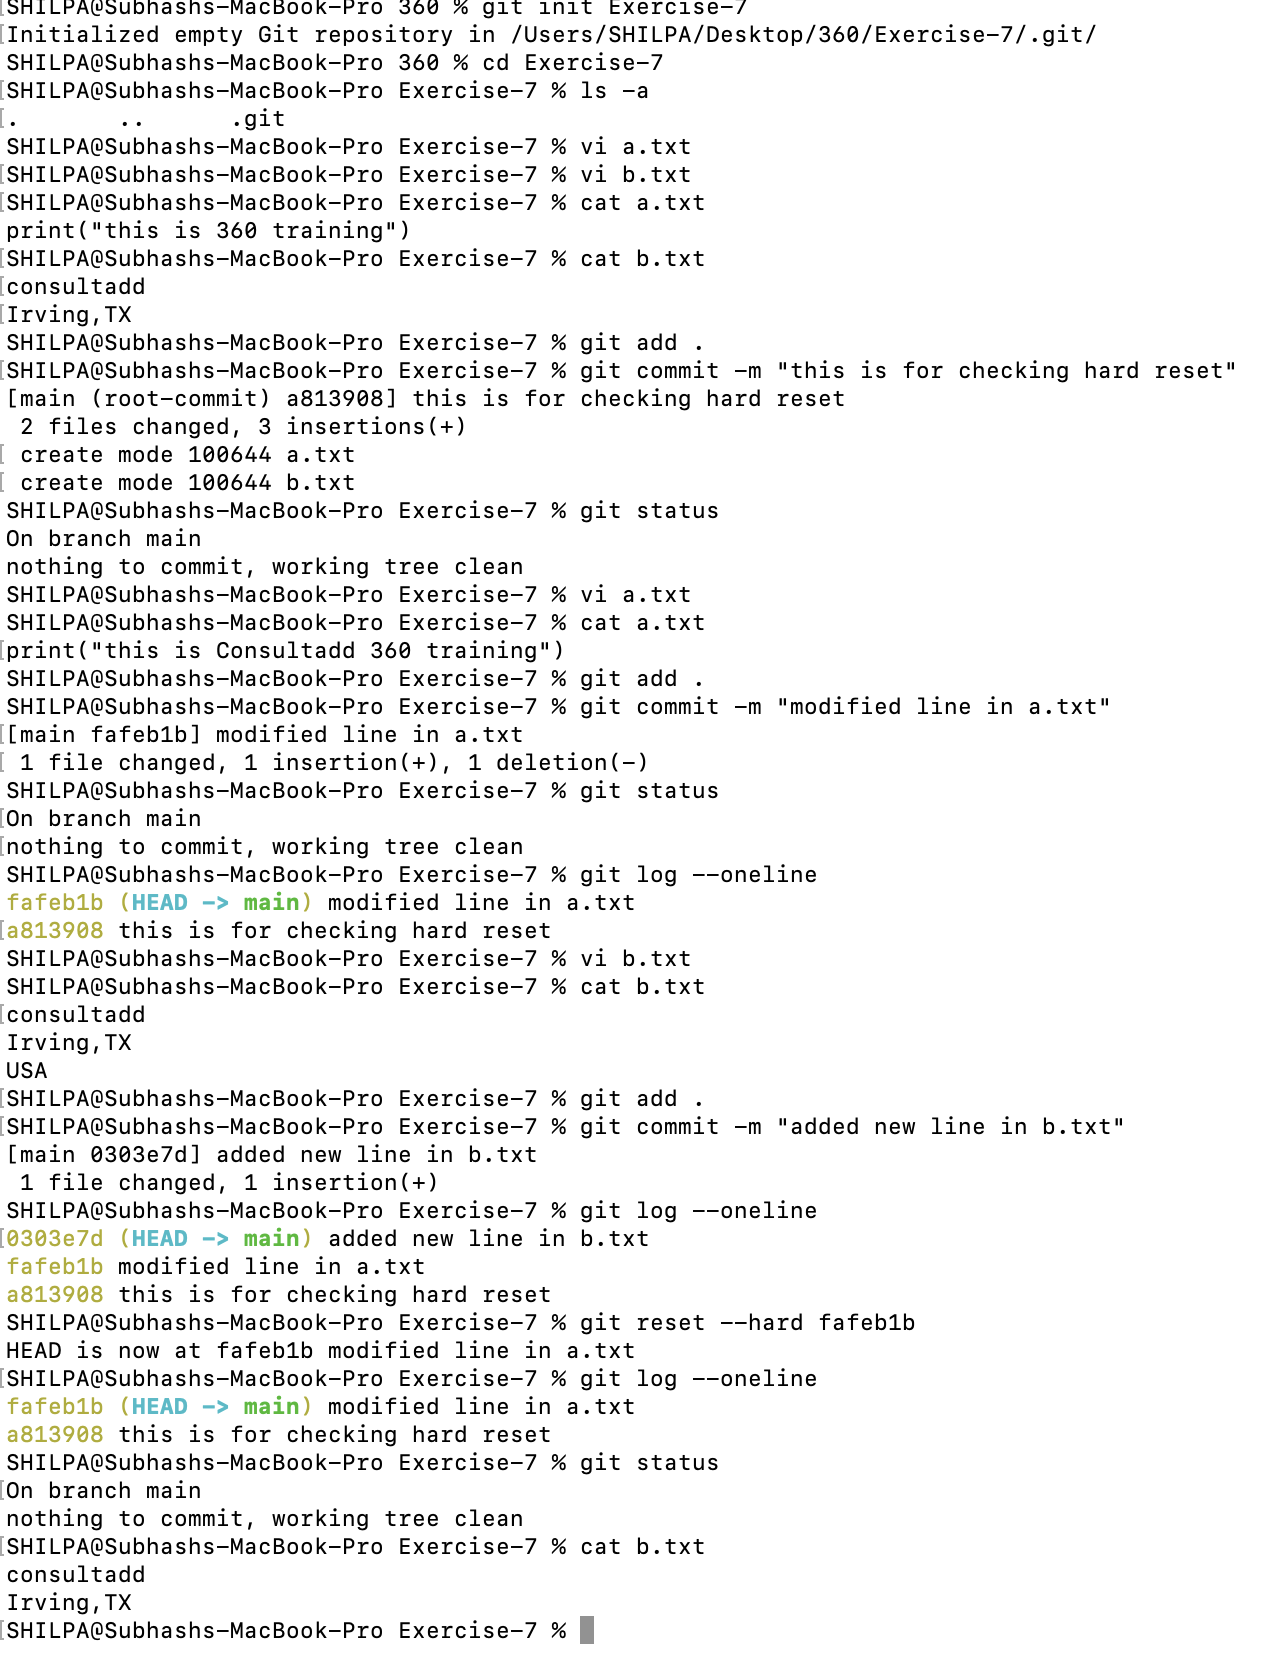 [SHILPA@Subhashs-MacBook-Pro 360 % git init Exercise-7
[Initialized empty Git repository in /Users/SHILPA/Desktop/360/Exercise-7/.git/
SHILPA@Subhashs-MacBook-Pro 360 % cd Exercise-7
[SHILPA@Subhashs-MacBook-Pro Exercise-7 % ls -a
[. .. .git
SHILPA@Subhashs-MacBook-Pro Exercise-7 % vi a.txt
[SHILPA@Subhashs-MacBook-Pro Exercise-7 % vi b.txt
[SHILPA@Subhashs-MacBook-Pro Exercise-7 % cat a.txt
print("this is 360 training")
[SHILPA@Subhashs-MacBook-Pro Exercise-7 % cat b.txt
[consultadd
[Irving,TX
SHILPA@Subhashs-MacBook-Pro Exercise-7 % git add .
[SHILPA@Subhashs-MacBook-Pro Exercise-7 % git commit -m "this is for checking hard reset"
[main (root-commit) a813908] this is for checking hard reset
 2 files changed, 3 insertions(+)
[ create mode 100644 a.txt
[ create mode 100644 b.txt
SHILPA@Subhashs-MacBook-Pro Exercise-7 % git status
On branch main
nothing to commit, working tree clean
SHILPA@Subhashs-MacBook-Pro Exercise-7 % vi a.txt
SHILPA@Subhashs-MacBook-Pro Exercise-7 % cat a.txt
[print("this is Consultadd 360 training")
SHILPA@Subhashs-MacBook-Pro Exercise-7 % git add .
SHILPA@Subhashs-MacBook-Pro Exercise-7 % git commit -m "modified line in a.txt"
[[main fafeb1b] modified line in a.txt
[ 1 file changed, 1 insertion(+), 1 deletion(-)
SHILPA@Subhashs-MacBook-Pro Exercise-7 % git status
[On branch main
[nothing to commit, working tree clean
SHILPA@Subhashs-MacBook-Pro Exercise-7 % git log --oneline
fafeb1b (HEAD -> main) modified line in a.txt
[a813908 this is for checking hard reset
SHILPA@Subhashs-MacBook-Pro Exercise-7 % vi b.txt
SHILPA@Subhashs-MacBook-Pro Exercise-7 % cat b.txt
[consultadd
Irving,TX
USA
[SHILPA@Subhashs-MacBook-Pro Exercise-7 % git add .
[SHILPA@Subhashs-MacBook-Pro Exercise-7 % git commit -m "added new line in b.txt"
[main 0303e7d] added new line in b.txt
 1 file changed, 1 insertion(+)
SHILPA@Subhashs-MacBook-Pro Exercise-7 % git log --oneline
[0303e7d (HEAD -> main) added new line in b.txt
fafeb1b modified line in a.txt
a813908 this is for checking hard reset
SHILPA@Subhashs-MacBook-Pro Exercise-7 % git reset --hard fafeb1b
HEAD is now at fafeb1b modified line in a.txt
[SHILPA@Subhashs-MacBook-Pro Exercise-7 % git log --oneline
fafeb1b (HEAD -> main) modified line in a.txt
a813908 this is for checking hard reset
SHILPA@Subhashs-MacBook-Pro Exercise-7 % git status
[On branch main
nothing to commit, working tree clean
[SHILPA@Subhashs-MacBook-Pro Exercise-7 % cat b.txt
consultadd
Irving,TX
[SHILPA@Subhashs-MacBook-Pro Exercise-7 %